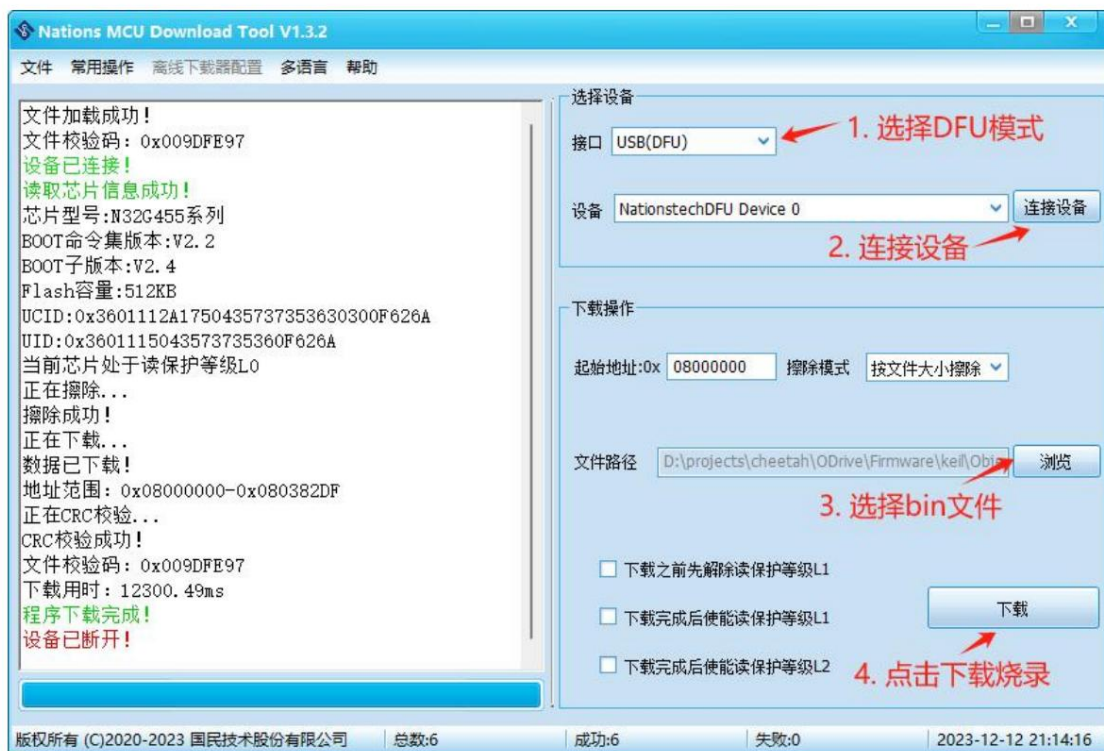 Nations MCU Download Tool V1.3.2
文件 常用操作 离线下载器配置 多语言 帮助
文件加载成功!
文件校验码: 0x009DFE97
设备已连接!
读取芯片信息成功!
芯片型号:N32G455系列
BOOT命令集版本:V2.2
BOOT子版本:V2.4
Flash容量:512KB
UCID:0x3601112A1750435737353630300F626A
UID:0x3601115043573735360F626A
当前芯片处于读保护等级L0
正在擦除...
擦除成功!
正在下载...
数据已下载!
地址范围: 0x08000000-0x080382DF
正在CRC校验...
CRC校验成功!
文件校验码: 0x009DFE97
下载用时: 12300.49ms
程序下载完成!
设备已断开!
选择设备
接口 USB(DFU)
1. 选择DFU模式
设备 NationstechDFU Device 0 连接设备
2. 连接设备
下载操作
起始地址:0x 08000000 擦除模式 按文件大小擦除
文件路径 D:\projects\cheetah\ODrive\Firmware\keil\Obje 浏览
3. 选择bin文件
下载之前先解除读保护等级L1
下载完成后使能读保护等级L1
下载
下载完成后使能读保护等级L2
4. 点击下载烧录
版权所有 (C)2020-2023 国民技术股份有限公司 总数:6 成功:6 失败:0 2023-12-12 21:14:16